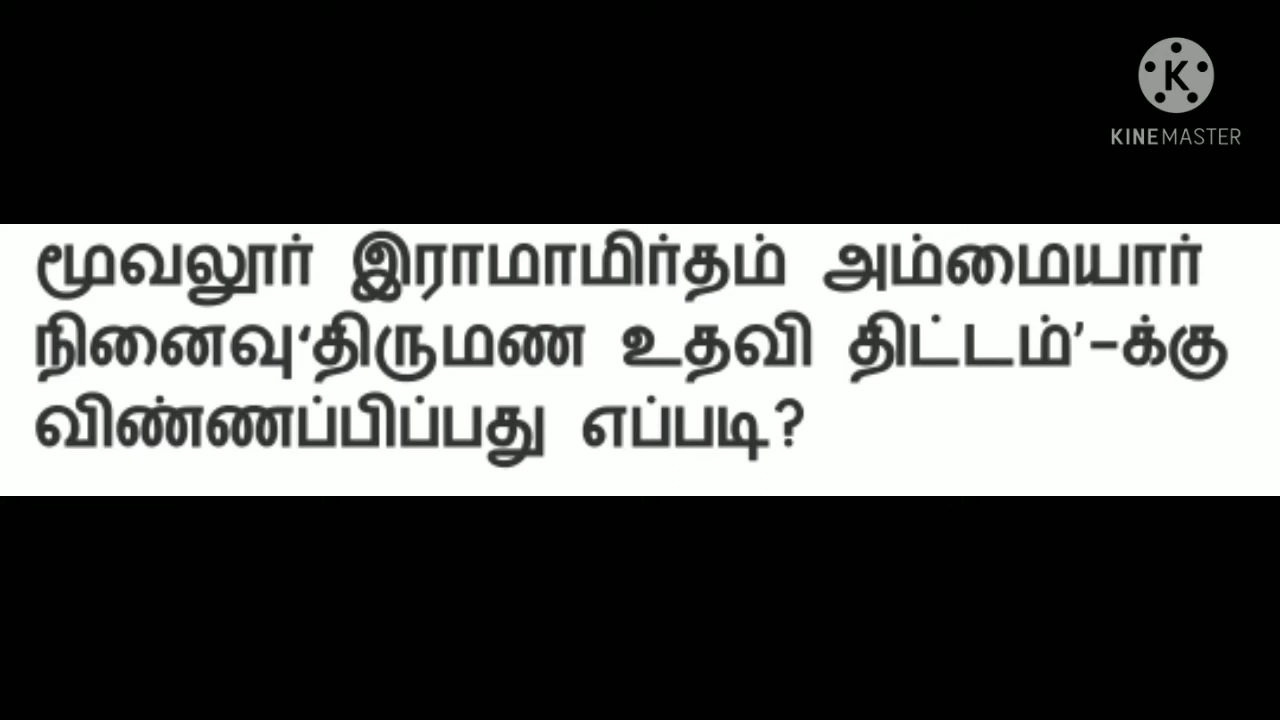 KINEMASTER
மூவலூர் இராமாமிர்தம் அம்மையார்
நினைவு‘திருமண உதவி திட்டம்’-க்கு
விண்ணப்பிப்பது எப்படி?